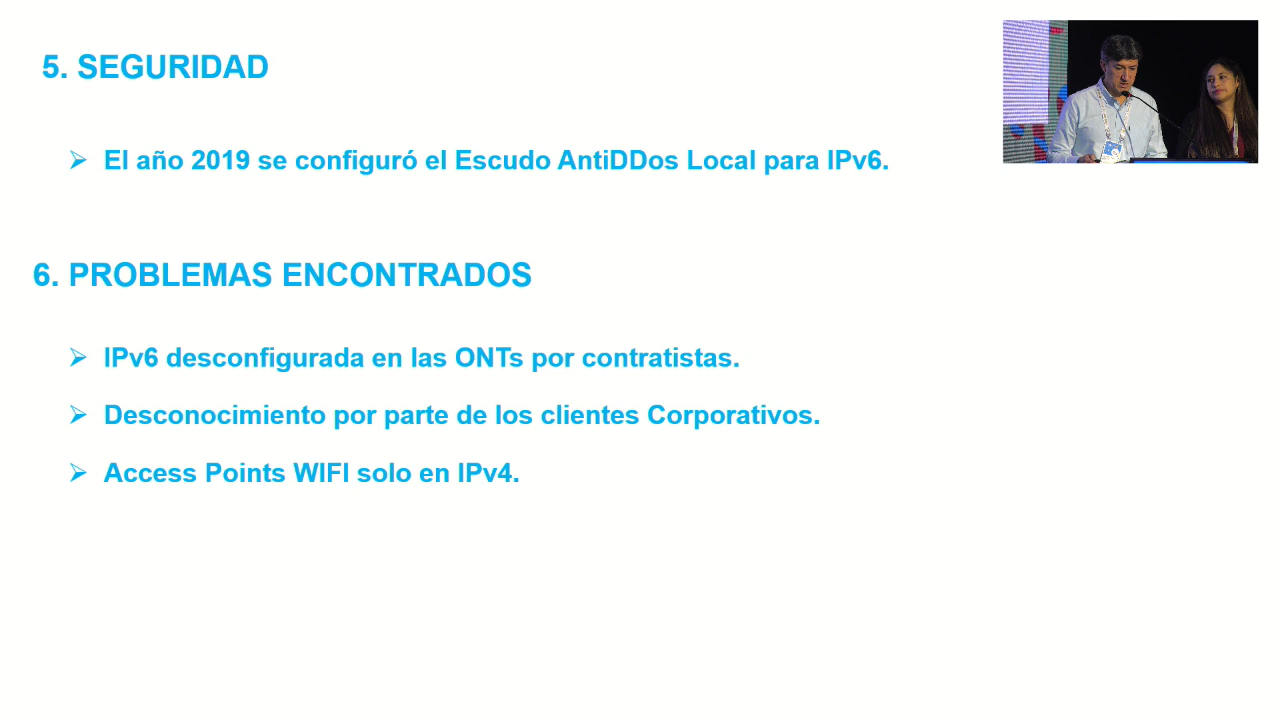 5. SEGURIDAD
➢ El año 2019 se configuró el Escudo AntiDDos Local para IPv6.
6. PROBLEMAS ENCONTRADOS
➢ IPv6 desconfigurada en las ONTs por contratistas.
➢ Desconocimiento por parte de los clientes Corporativos.
➢ Access Points WIFI solo en IPv4.